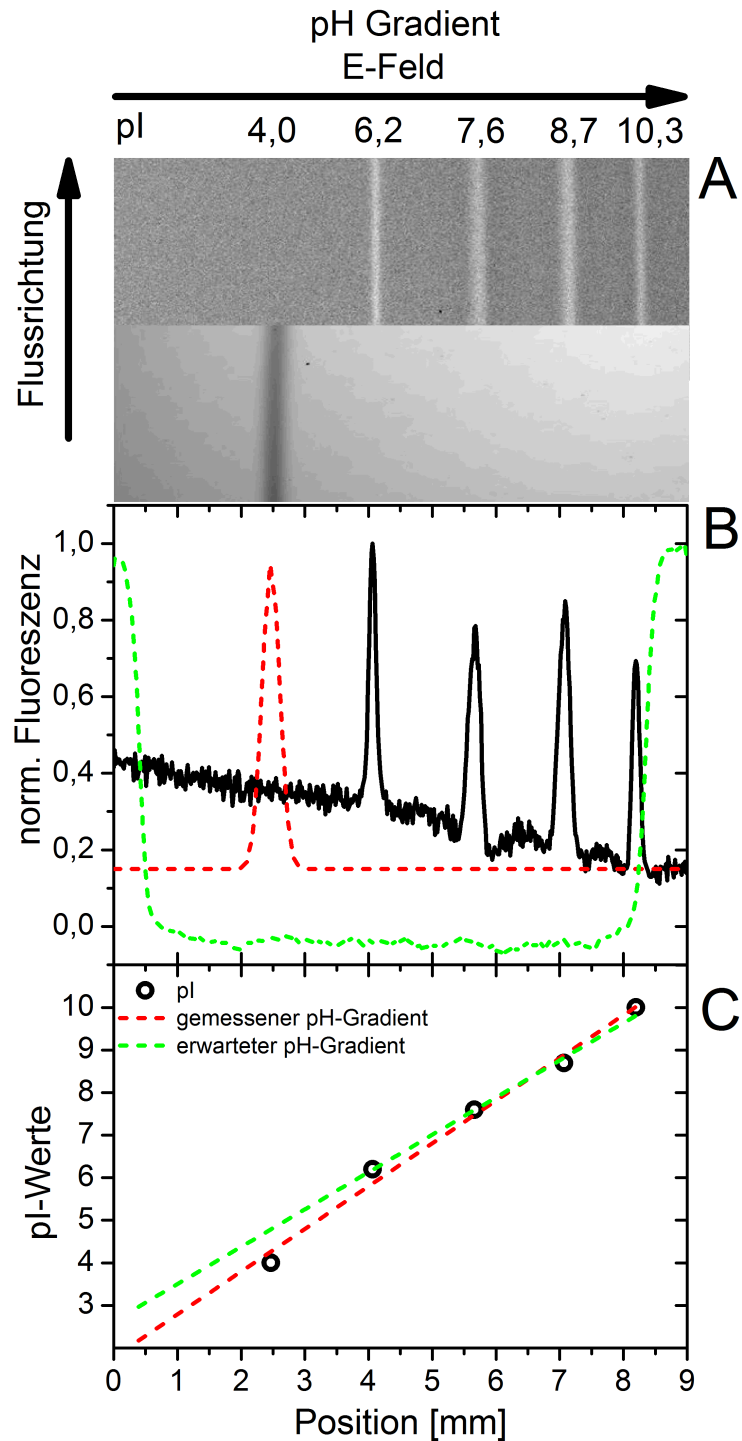 pH Gradient
E-Feld
pI 4,0 6,2 7,6 8,7 10,3
A
Flussrichtung
B
1,0
0,8
0,6
0,4
0,2
0,0
norm. Fluoreszenz
C
pI
gemessener pH-Gradient
erwarteter pH-Gradient
10
9
8
7
6
5
4
3
pI-Werte
0 1 2 3 4 5 6 7 8 9
Position [mm]